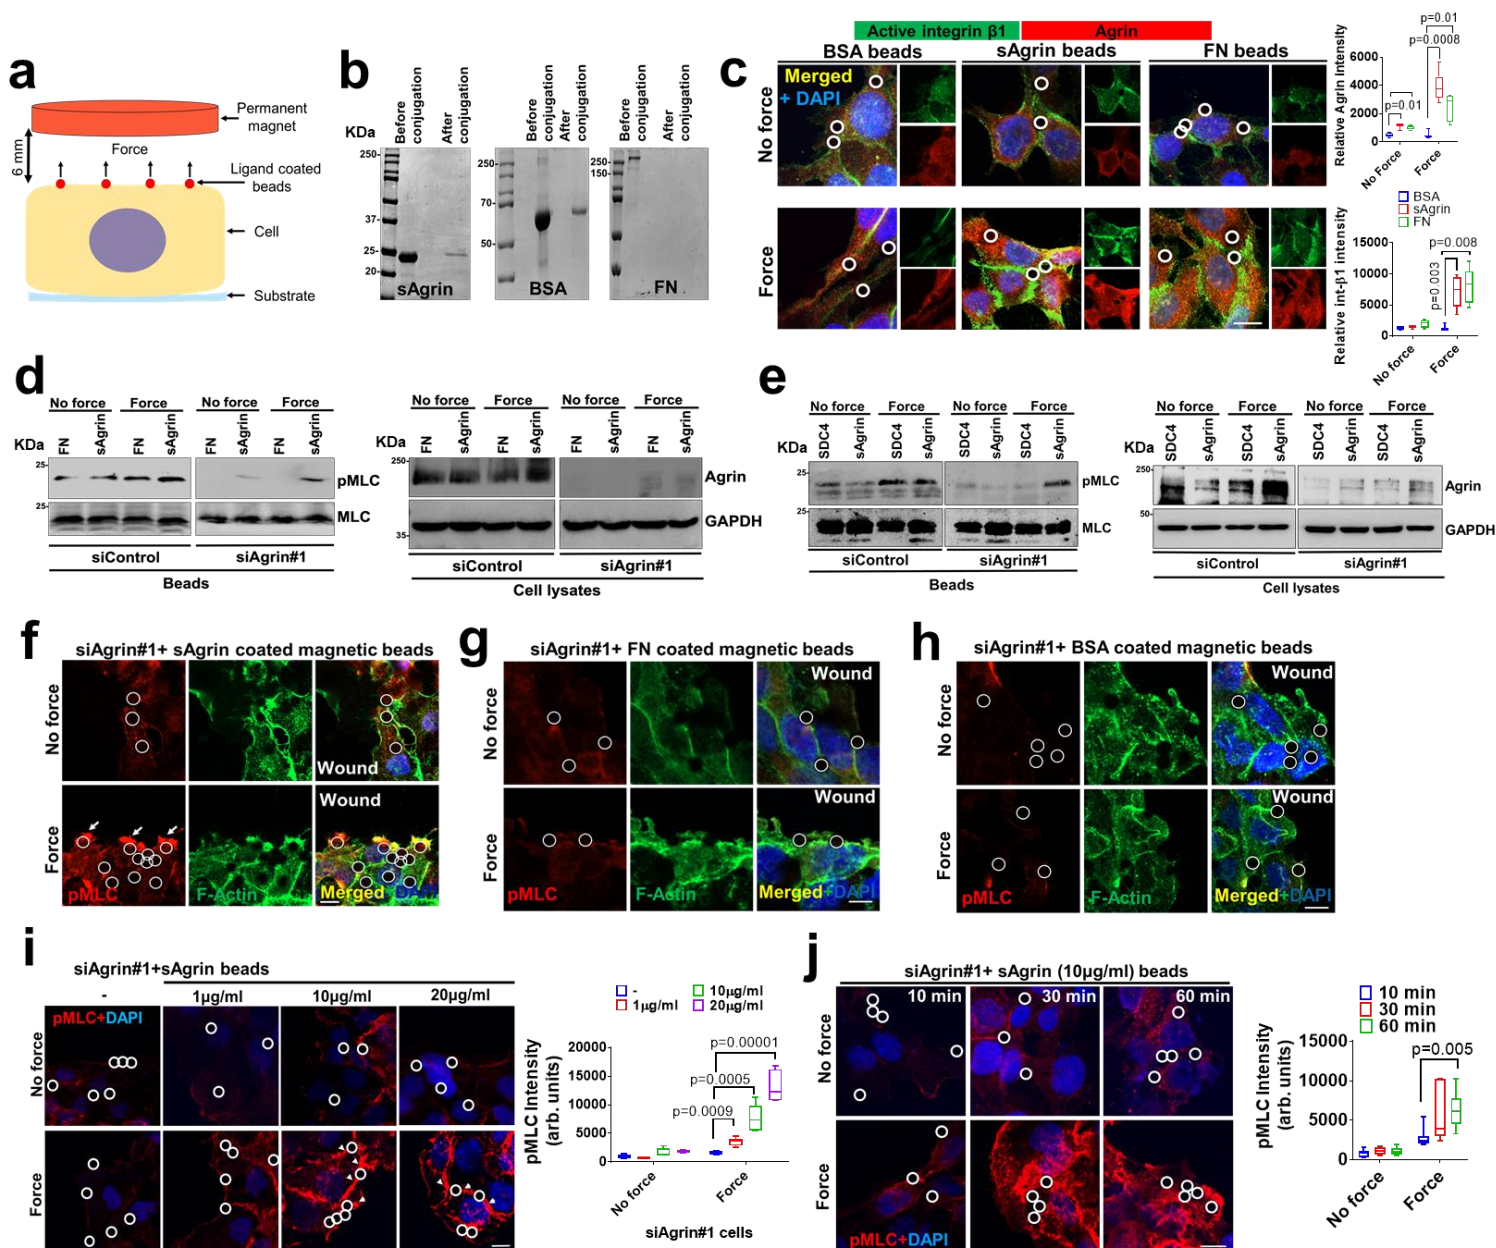 a
Permanent
magnet
6 mm
Force
Ligand coated
beads
Cell
Substrate
b
KDa
Before
conjugation
After
conjugation
250-
37-
25-
20-
sAgrin
Before
conjugation
After
conjugation
250-
70-
50-
BSA
Before
conjugation
After
conjugation
250-
150-
FN
c
Active integrin β1
Agrin
BSA beads
sAgrin beads
FN beads
No force
Merged
+ DAPI
Force
Relative Agrin Intensity
6000
4000
2000
0
p=0.01
p=0.0008
p=0.01
No Force
Force
BSA
sAgrin
FN
Relative int-β1 intensity
15000
10000
5000
0
p=0.003
p=0.008
No force
Force
d
No force
Force
No force
Force
KDa
FN
sAgrin
FN
sAgrin
FN
sAgrin
FN
sAgrin
25-
pMLC
25-
MLC
siControl
siAgrin#1
Beads
No force
Force
No force
Force
KDa
FN
sAgrin
FN
sAgrin
FN
sAgrin
FN
sAgrin
250-
Agrin
GAPDH
35-
siControl
siAgrin#1
Cell lysates
e
No force
Force
No force
Force
KDa
SDC4
sAgrin
SDC4
sAgrin
SDC4
sAgrin
SDC4
sAgrin
25-
pMLC
25-
MLC
siControl
siAgrin#1
Beads
No force
Force
No force
Force
KDa
SDC4
sAgrin
SDC4
sAgrin
SDC4
sAgrin
SDC4
sAgrin
250-
Agrin
50-
GAPDH
siControl
siAgrin#1
Cell lysates
f
siAgrin#1+ sAgrin coated magnetic beads
No force
Wound
Force
Wound
pMLC
F-Actin
Merged+DAPI
g
siAgrin#1+ FN coated magnetic beads
No force
Wound
Force
Wound
pMLC
F-Actin
Merged+DAPI
h
siAgrin#1+ BSA coated magnetic beads
No force
Wound
Force
Wound
pMLC
F-Actin
Merged+DAPI
i
siAgrin#1+sAgrin beads
-
1µg/ml
10µg/ml
20µg/ml
pMLC+DAPI
No force
Force
-
1µg/ml
10µg/ml
20µg/ml
pMLC Intensity
(arb. units)
20000
15000
10000
5000
0
p=0.00001
p=0.0005
p=0.0009
No force
Force
siAgrin#1 cells
j
siAgrin#1+ sAgrin (10µg/ml) beads
10 min
30 min
60 min
No force
Force
pMLC+DAPI
10 min
30 min
60 min
pMLC Intensity
(arb. units)
15000
10000
5000
0
p=0.005
No force
Force